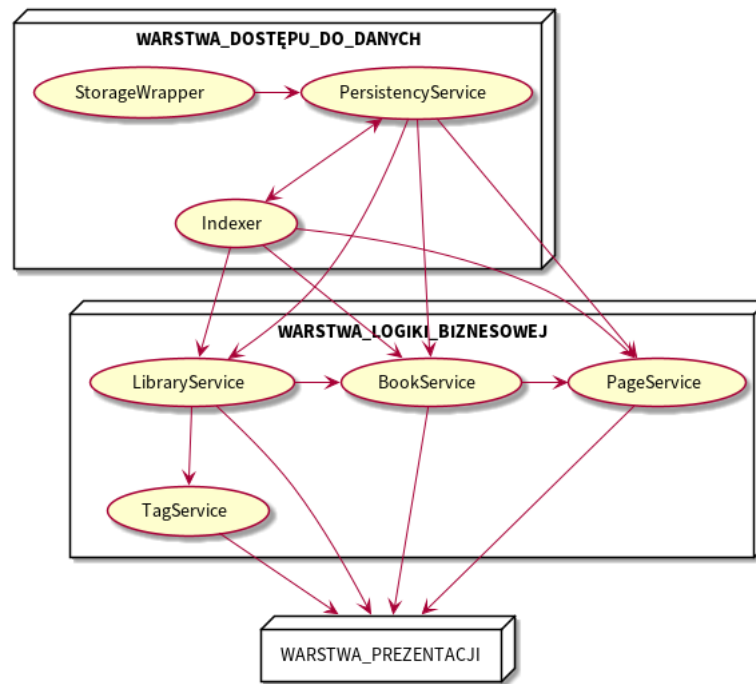 WARSTWA_DOSTĘPU_DO_DANYCH
StorageWrapper
PersistencyService
Indexer
WARSTWA_LOGIKI_BIZNESOWEJ
LibraryService
BookService
PageService
TagService
WARSTWA_PREZENTACJI